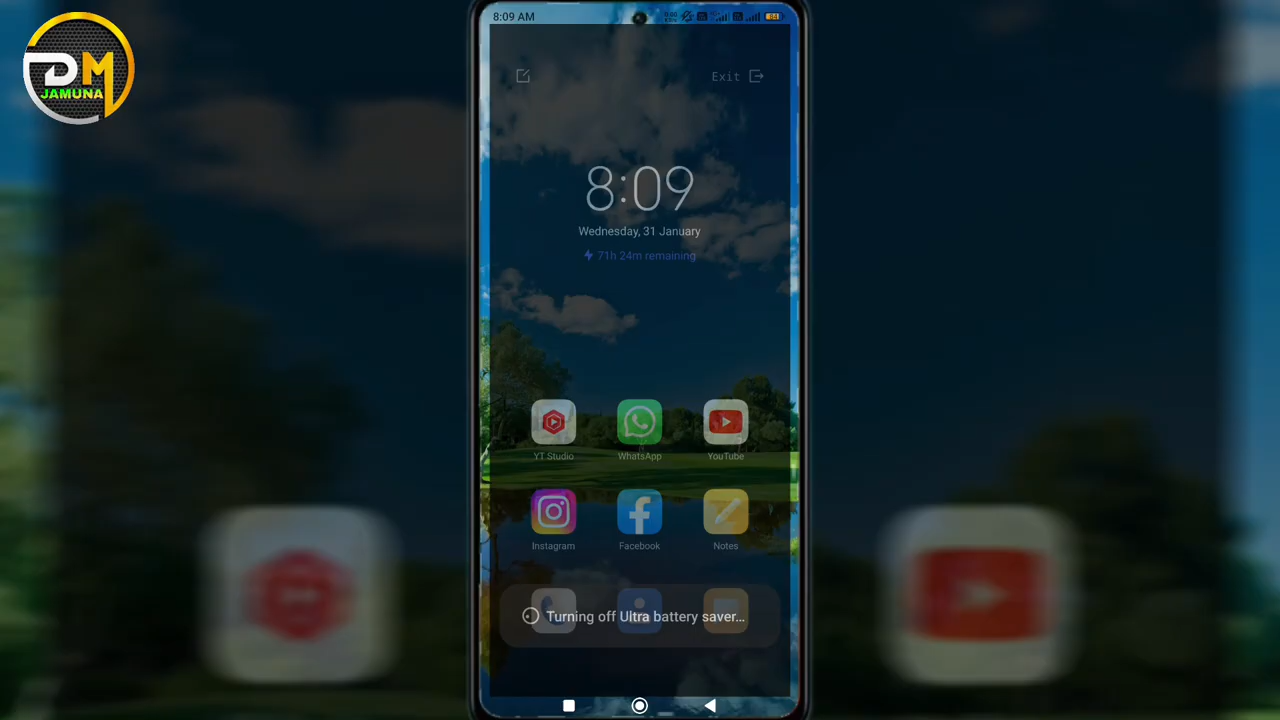 DM
JAMUNA
8:09 AM
84
Exit
8:09
Wednesday, 31 January
71h 24m remaining
YT Studio
WhatsApp
YouTube
Instagram
Facebook
Notes
Turning off Ultra battery saver...